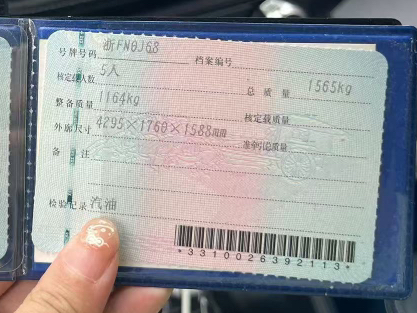 号牌号码 浙FN0J68 档案编号
核定载人数 5人 总质量 1565kg
整备质量 1164kg 核定载质量
外廓尺寸 4295×1760×1588mm 准牵引总质量
备注
检验记录 汽油
*3310026392113*